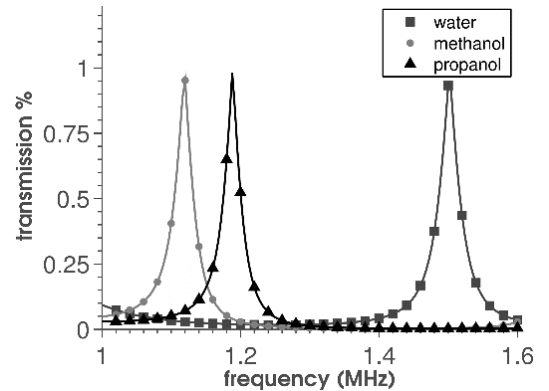 water
methanol
propanol
transmission %
1
0.75
0.5
0.25
0
1
1.2
1.4
1.6
frequency (MHz)